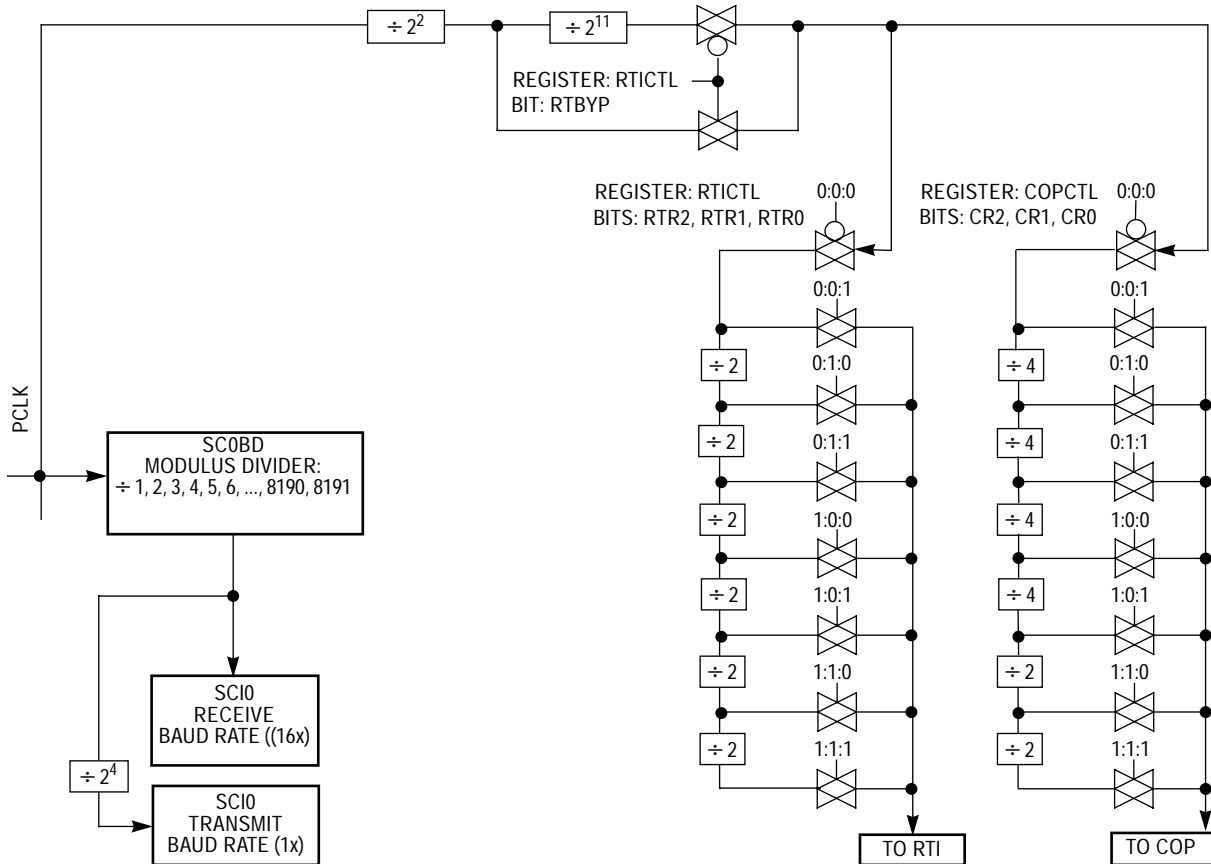 ÷ 2²
÷ 2¹¹
REGISTER: RTICTL
BIT: RTBYP
REGISTER: RTICTL
BITS: RTR2, RTR1, RTR0
0:0:0
REGISTER: COPCTL
BITS: CR2, CR1, CR0
0:0:0
0:0:1
÷ 2
0:1:0
÷ 2
0:1:1
÷ 2
1:0:0
÷ 2
1:0:1
÷ 2
1:1:0
÷ 2
1:1:1
TO RTI
0:0:1
÷ 4
0:1:0
÷ 4
0:1:1
÷ 4
1:0:0
÷ 4
1:0:1
÷ 2
1:1:0
÷ 2
1:1:1
TO COP
PCLK
SC0BD
MODULUS DIVIDER:
÷ 1, 2, 3, 4, 5, 6, ..., 8190, 8191
SCI0
RECEIVE
BAUD RATE ((16x)
÷ 2⁴
SCI0
TRANSMIT
BAUD RATE (1x)